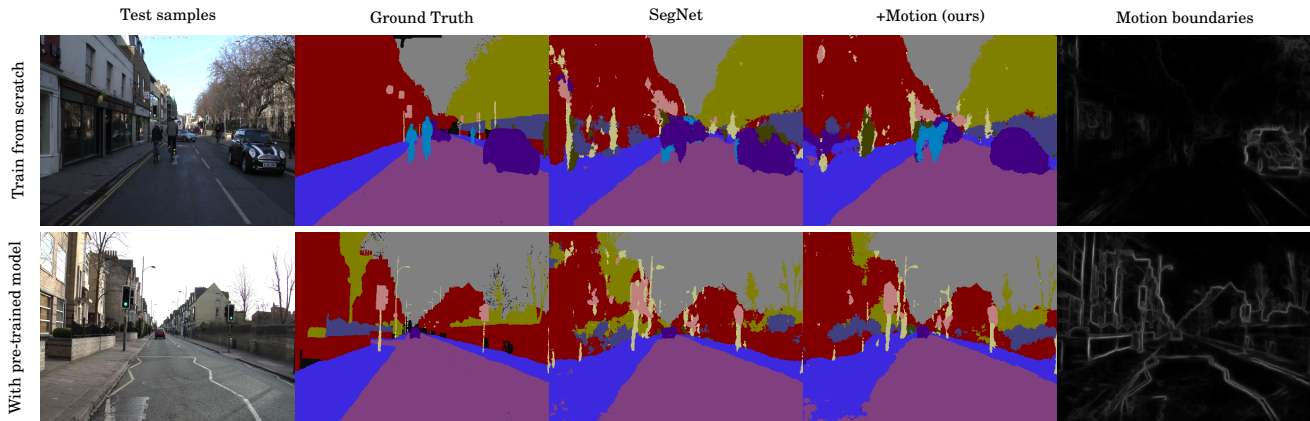 Test samples
Ground Truth
SegNet
+Motion (ours)
Motion boundaries
Train from scratch
With pre-trained model